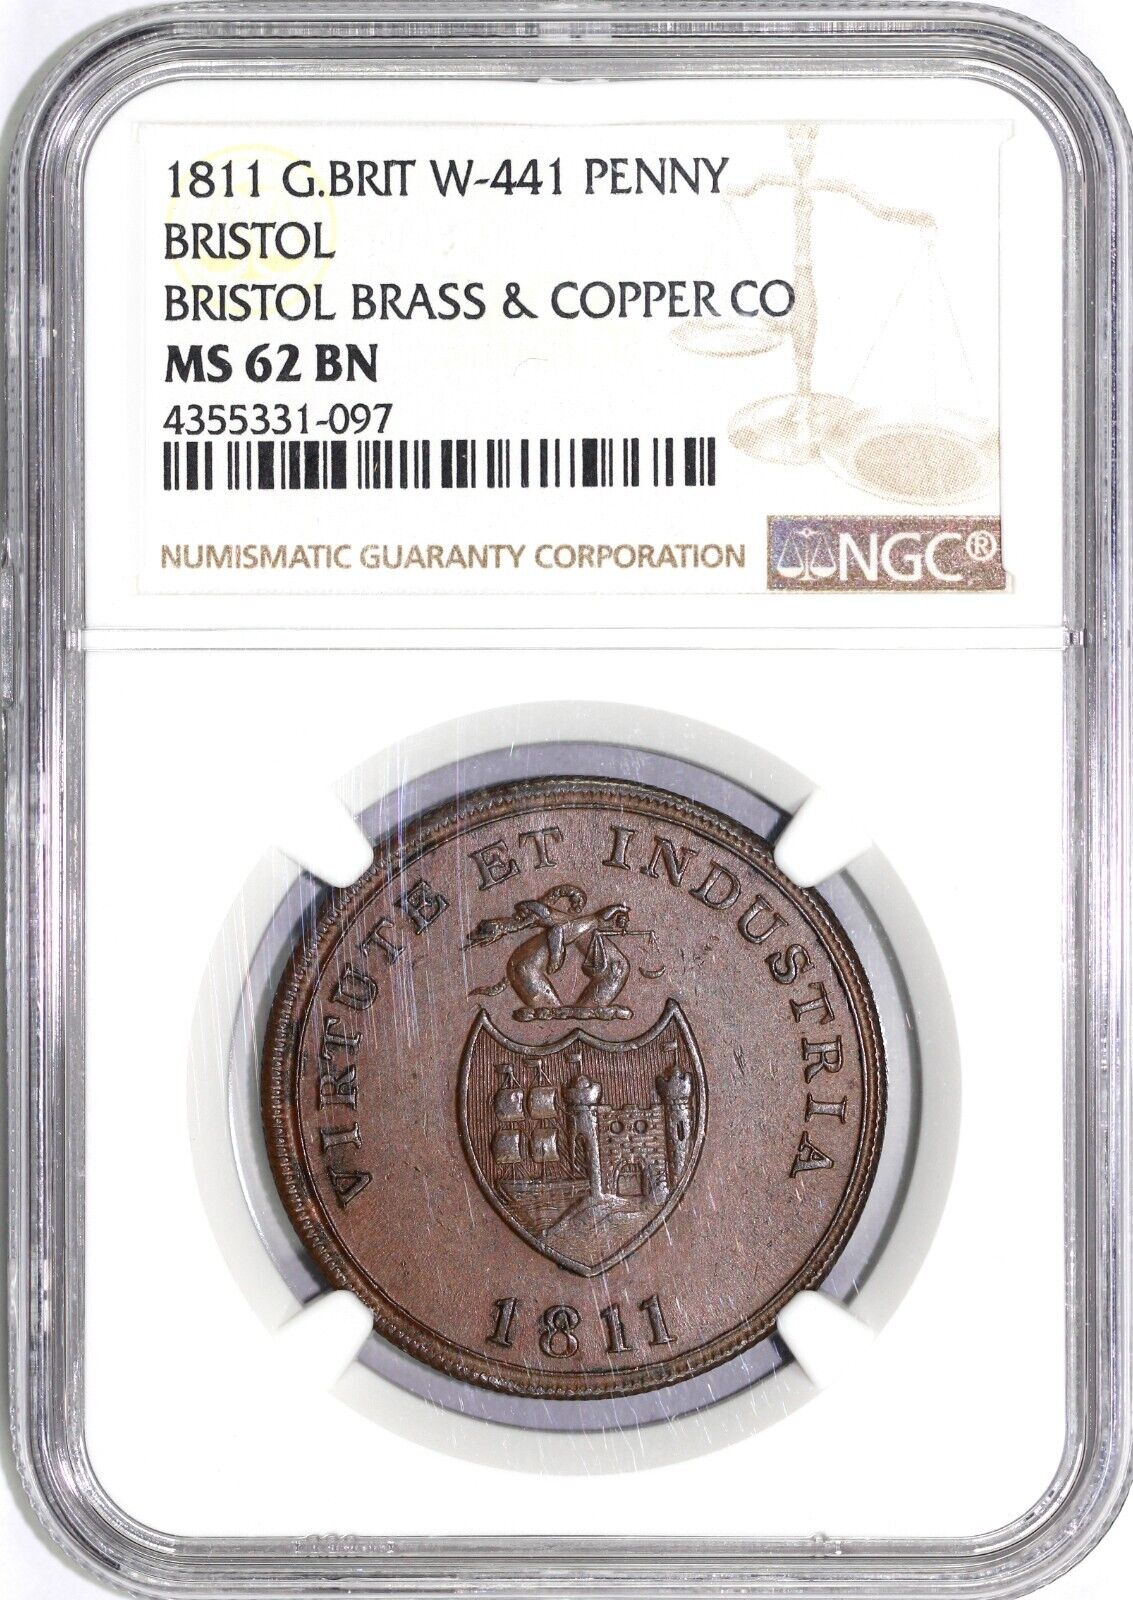 1811 G.BRIT W-441 PENNY
BRISTOL
BRISTOL BRASS & COPPER CO
MS 62 BN
4355331-097
NUMISMATIC GUARANTY CORPORATION
NGC®
VIRTUTE ET INDUSTRIA
1811